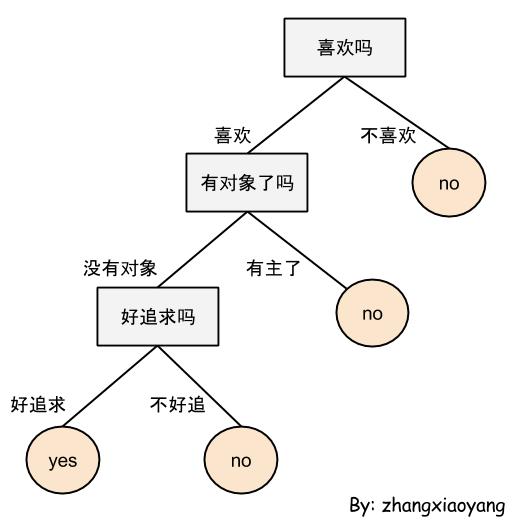 喜欢吗
喜欢
不喜欢
有对象了吗
no
没有对象
有主了
好追求吗
no
好追求
不好追
yes
no
By: zhangxiaoyang